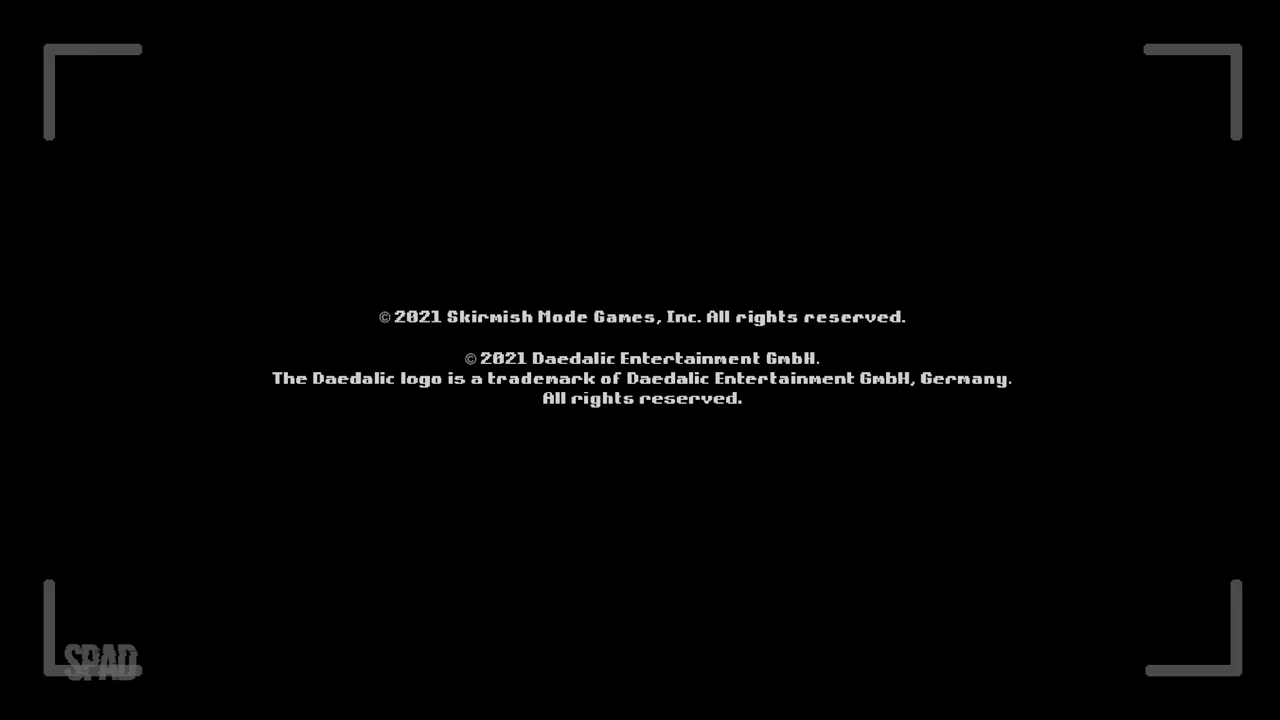 © 2021 Skirmish Mode Games, Inc. All rights reserved.
© 2021 Daedalic Entertainment GmbH.
The Daedalic logo is a trademark of Daedalic Entertainment GmbH, Germany.
All rights reserved.
SPAD